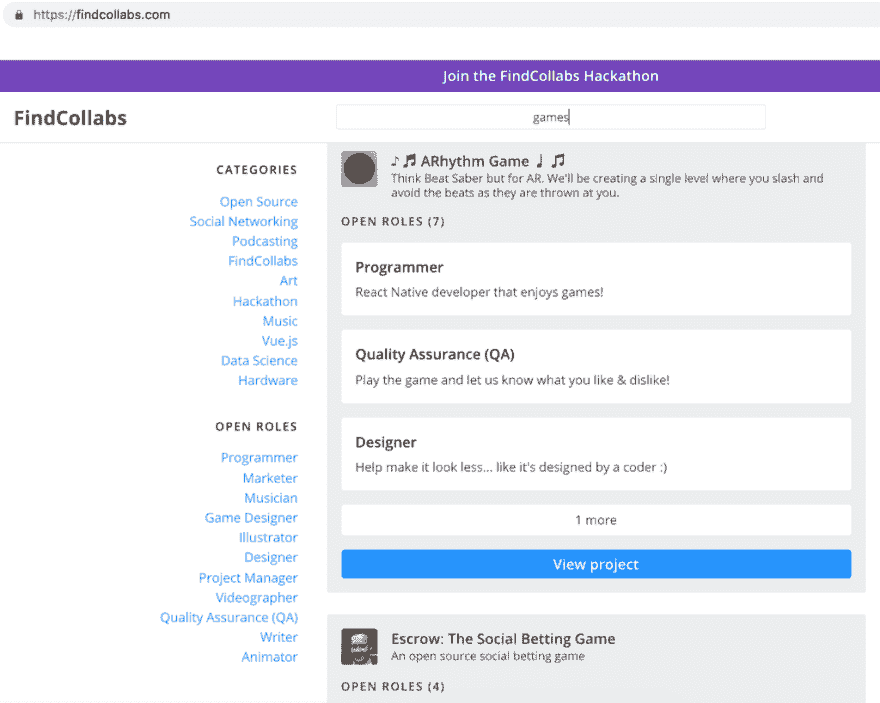 https://findcollabs.com
Join the FindCollabs Hackathon
FindCollabs
games
CATEGORIES
Open Source
Social Networking
Podcasting
FindCollabs
Art
Hackathon
Music
Vue.js
Data Science
Hardware
OPEN ROLES
Programmer
Marketer
Musician
Game Designer
Illustrator
Designer
Project Manager
Videographer
Quality Assurance (QA)
Writer
Animator
♪ 🎵 ARhythm Game ♩ 🎵
Think Beat Saber but for AR. We'll be creating a single level where you slash and
avoid the beats as they are thrown at you.
OPEN ROLES (7)
Programmer
React Native developer that enjoys games!
Quality Assurance (QA)
Play the game and let us know what you like & dislike!
Designer
Help make it look less... like it's designed by a coder :)
1 more
View project
Escrow: The Social Betting Game
An open source social betting game
OPEN ROLES (4)